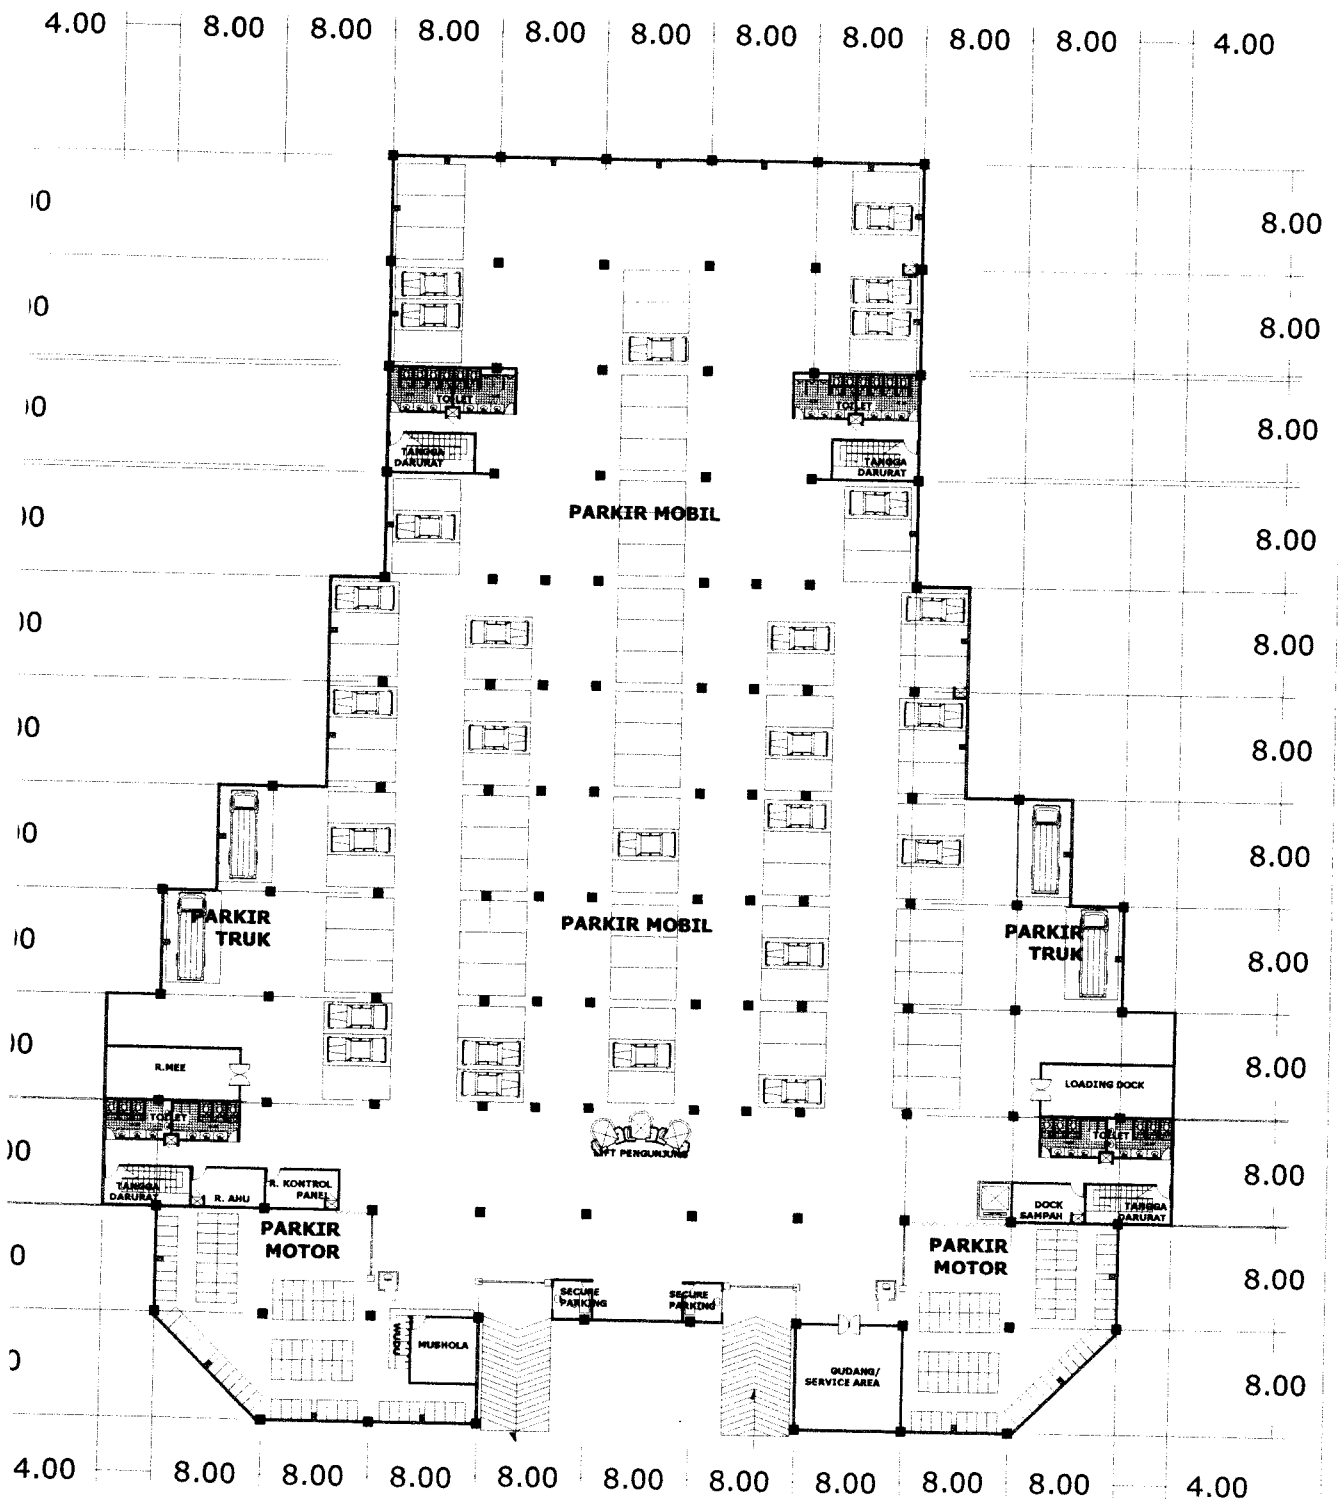 4.00 8.00 8.00 8.00 8.00 8.00 8.00 8.00 8.00 8.00 4.00
8.00
8.00
TOILET TOILET
8.00
TANGGA DARURAT
TANGGA DARURAT
PARKIR MOBIL
8.00
8.00
8.00
8.00
PARKIR
TRUK
PARKIR MOBIL
PARKIR
TRUK
8.00
R.MEE
LOADING DOCK
8.00
TOILET
TOILET
LIFT PENGUNJUNG
8.00
TANGGA
DARURAT
R. AHU
R. KONTROL
PANEL
DOCK
SAMPAH
TANGGA
DARURAT
PARKIR
MOTOR
PARKIR
MOTOR
8.00
SECURE
PARKING
SECURE
PARKING
WUDU
MUSHOLA
GUDANG/
SERVICE AREA
8.00
4.00 8.00 8.00 8.00 8.00 8.00 8.00 8.00 8.00 8.00 4.00